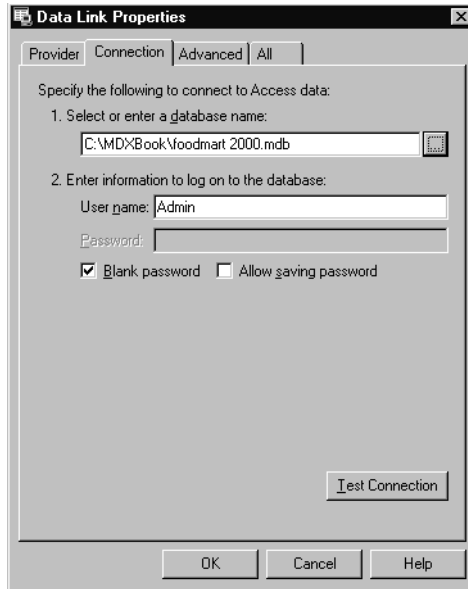 Data Link Properties
Provider Connection Advanced All
Specify the following to connect to Access data:
1. Select or enter a database name:
C:\MDXBook\foodmart 2000.mdb
...
2. Enter information to log on to the database:
User name: Admin
Password:
Blank password Allow saving password
Test Connection
OK Cancel Help